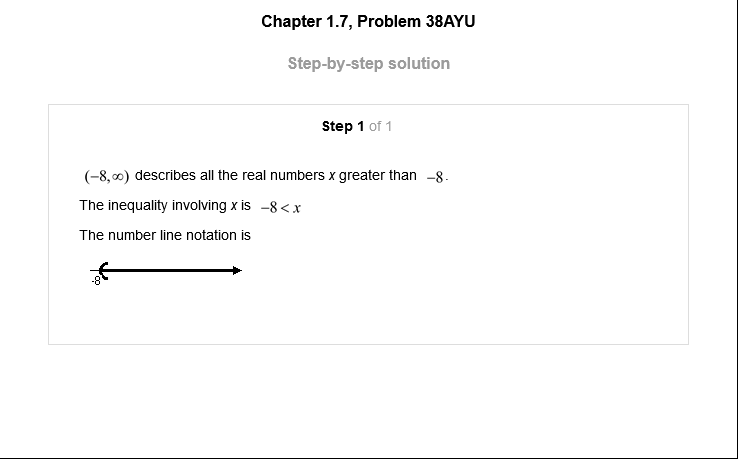 Chapter 1.7, Problem 38AYU
Step-by-step solution
Step 1 of 1
(−8,∞) describes all the real numbers x greater than −8.
The inequality involving x is −8 < x
The number line notation is
-8